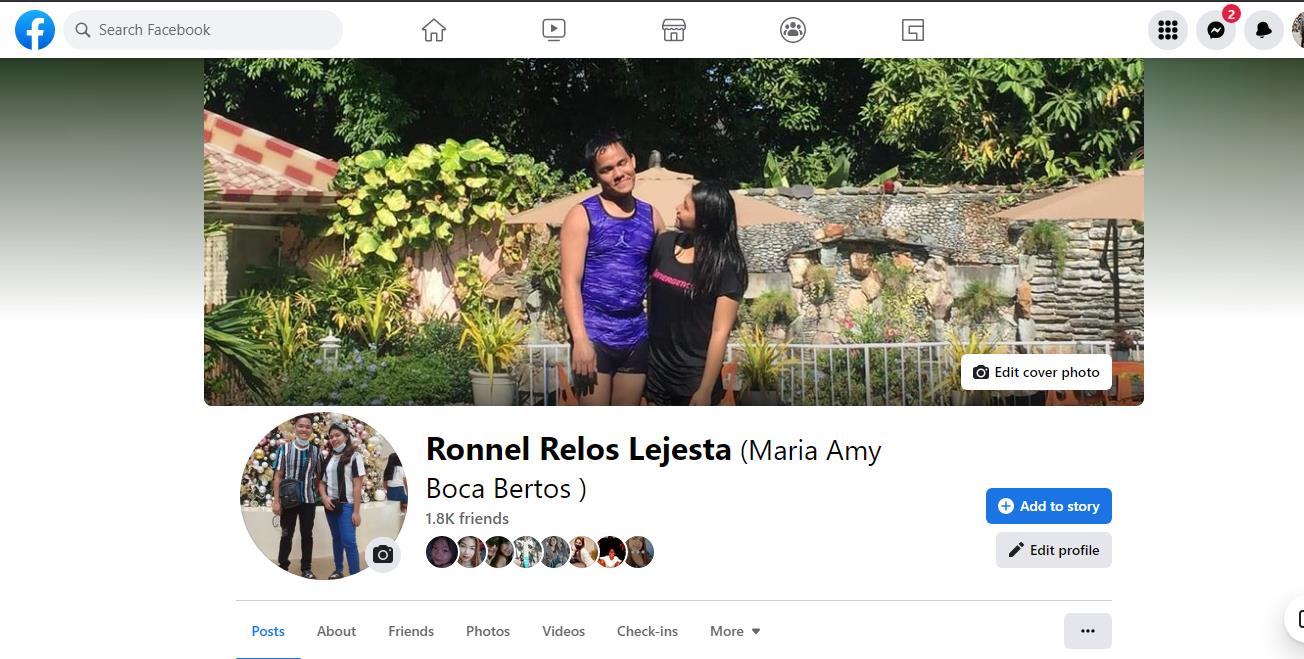 Search Facebook
2
Edit cover photo
Ronnel Relos Lejesta (Maria Amy
Boca Bertos )
1.8K friends
Add to story
Edit profile
Posts
About
Friends
Photos
Videos
Check-ins
More